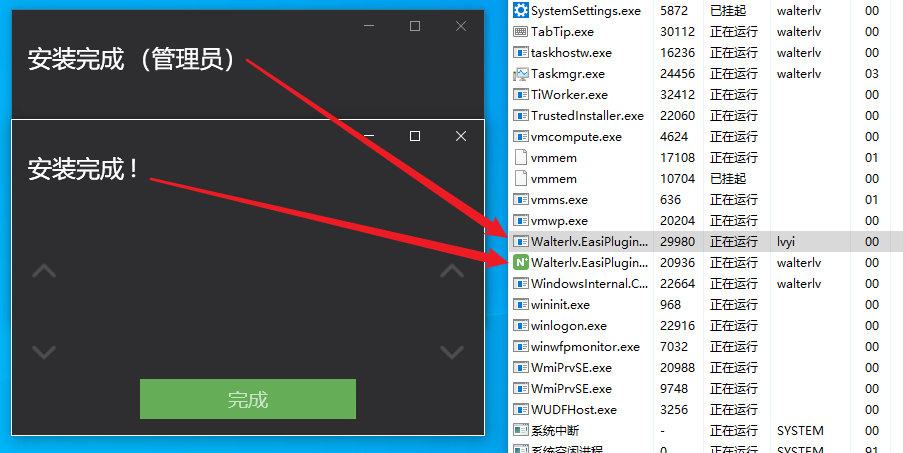 安装完成 （管理员）
安装完成！
完成
SystemSettings.exe 5872 已挂起 walterlv 00
TabTip.exe 30112 正在运行 walterlv 00
taskhostw.exe 16236 正在运行 walterlv 00
Taskmgr.exe 24456 正在运行 walterlv 03
TiWorker.exe 32412 正在运行 00
TrustedInstaller.exe 22060 正在运行 00
vmcompute.exe 4624 正在运行 00
vmmem 17108 正在运行 01
vmmem 10704 已挂起 00
vmms.exe 636 正在运行 01
vmwp.exe 20204 正在运行 00
Walterlv.EasiPlugin... 29980 正在运行 lvyi 00
N+ Walterlv.EasiPlugin... 20936 正在运行 walterlv 00
WindowsInternal.C... 22664 正在运行 walterlv 00
wininit.exe 968 正在运行 00
winlogon.exe 22916 正在运行 00
winwfpmonitor.exe 7032 正在运行 00
WmiPrvSE.exe 20988 正在运行 00
WmiPrvSE.exe 9748 正在运行 00
WUDFHost.exe 3256 正在运行 00
系统中断 - 正在运行 SYSTEM 00
系统空闲进程 0 正在运行 SYSTEM 91